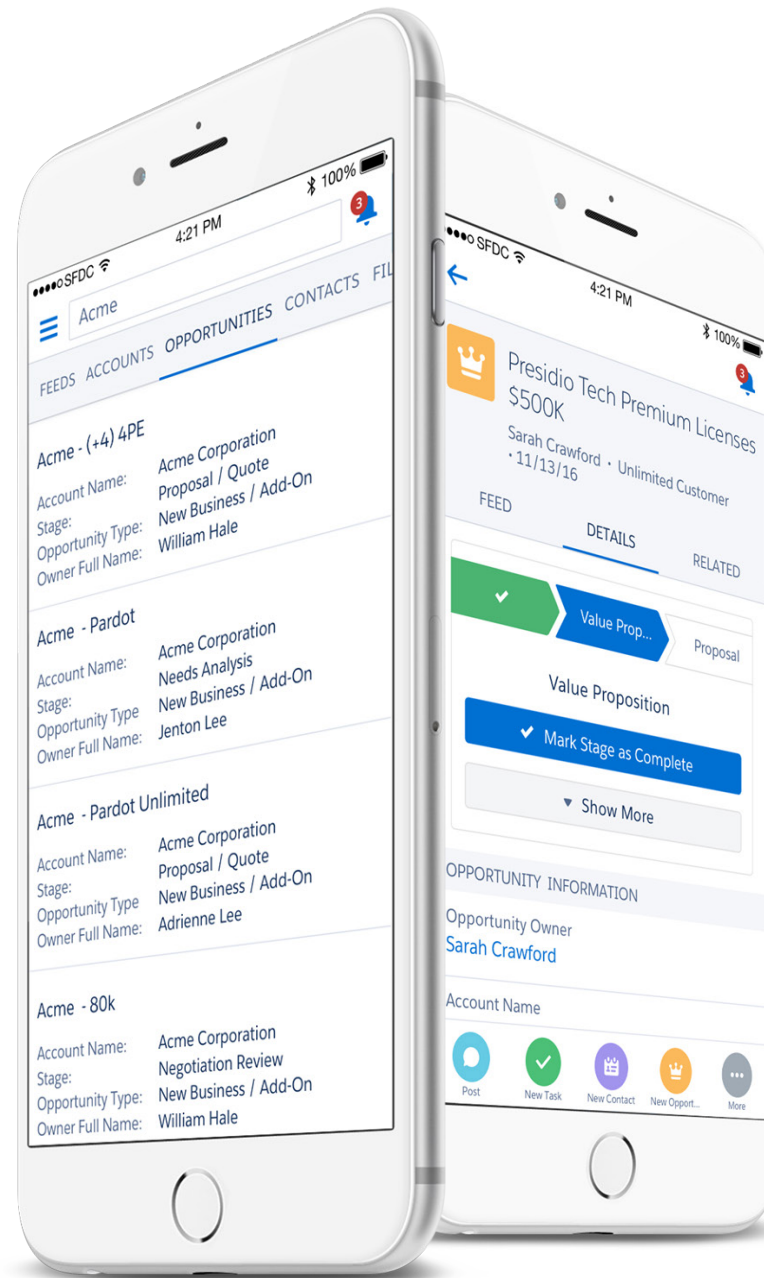 ●●●●○ SFDC 4:21 PM 100%
Acme 3
FEEDS ACCOUNTS OPPORTUNITIES CONTACTS FIL
Acme - (+4) 4PE
Account Name: Acme Corporation
Stage: Proposal / Quote
Opportunity Type: New Business / Add-On
Owner Full Name: William Hale
Acme - Pardot
Account Name: Acme Corporation
Stage: Needs Analysis
Opportunity Type New Business / Add-On
Owner Full Name: Jenton Lee
Acme - Pardot Unlimited
Account Name: Acme Corporation
Stage: Proposal / Quote
Opportunity Type New Business / Add-On
Owner Full Name: Adrienne Lee
Acme - 80k
Account Name: Acme Corporation
Stage: Negotiation Review
Opportunity Type: New Business / Add-On
Owner Full Name: William Hale
●●●●○ SFDC 4:21 PM 100%
3
Presidio Tech Premium Licenses
$500K
Sarah Crawford • Unlimited Customer
• 11/13/16
FEED DETAILS RELATED
Value Prop... Proposal
Value Proposition
Mark Stage as Complete
Show More
OPPORTUNITY INFORMATION
Opportunity Owner
Sarah Crawford
Account Name
Post New Task New Contact New Opport... More